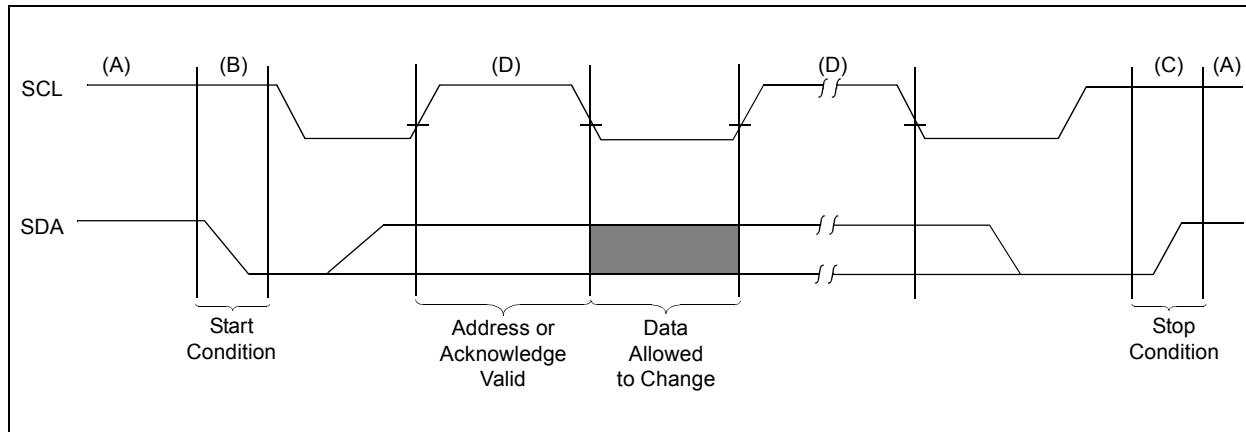 (A) (B) (D) (D) (C) (A)
SCL
SDA
Start
Condition
Address or
Acknowledge
Valid
Data
Allowed
to Change
Stop
Condition